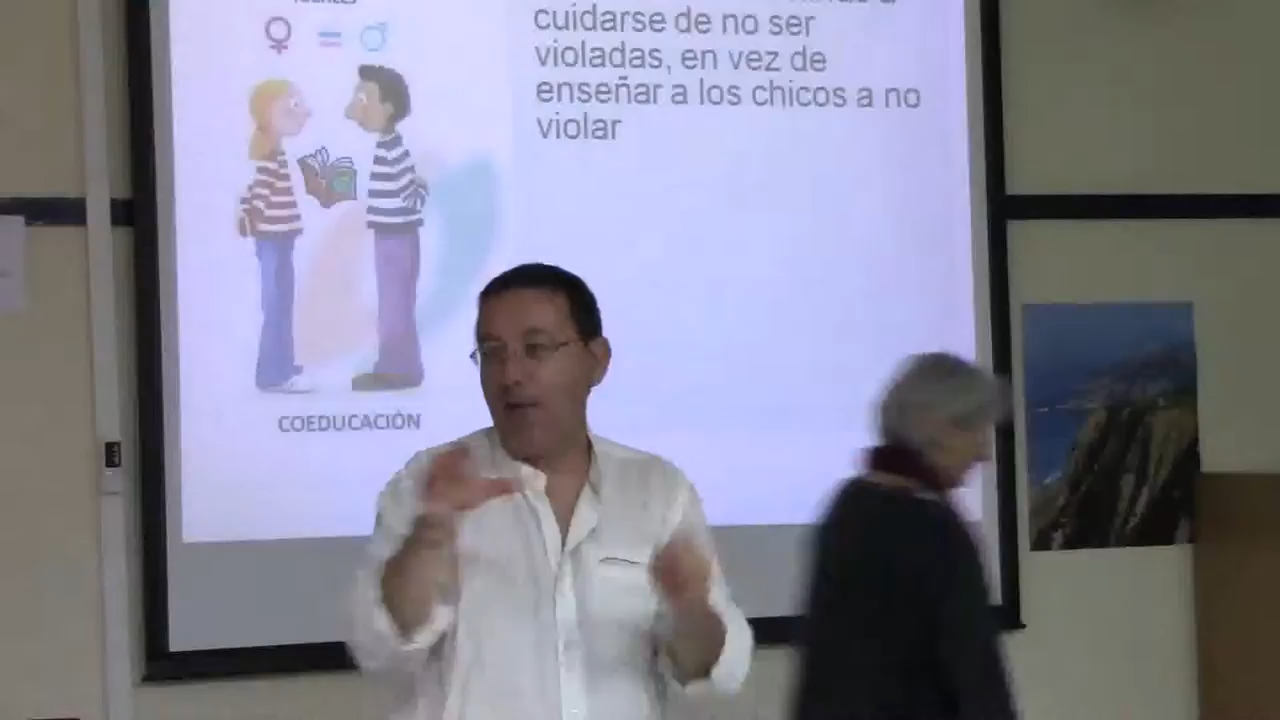 cuidarse de no ser
violadas, en vez de
enseñar a los chicos a no
violar
COEDUCACIÓN